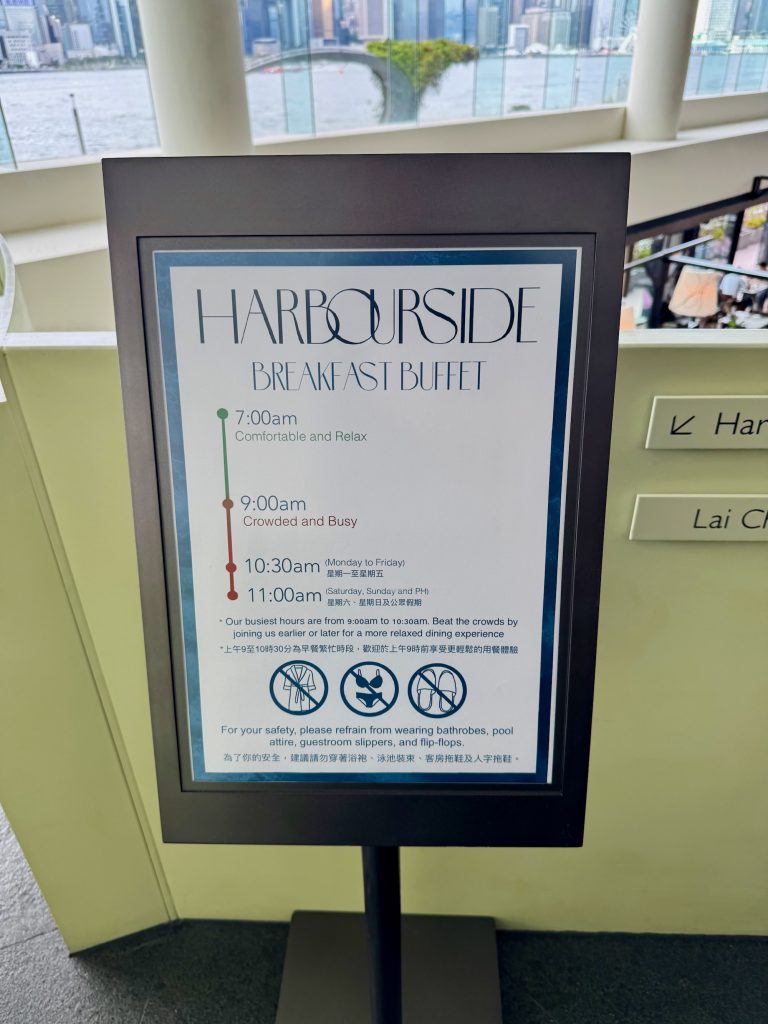 HARBOURSIDE
BREAKFAST BUFFET
7:00am
Comfortable and Relax
9:00am
Crowded and Busy
10:30am (Monday to Friday)
星期一至星期五
11:00am (Saturday, Sunday and PH)
星期六、星期日及公眾假期
* Our busiest hours are from 9:00am to 10:30am. Beat the crowds by
joining us earlier or later for a more relaxed dining experience
*上午9至10時30分為早餐繁忙時段，歡迎於上午9時前享受更輕鬆的用餐體驗
For your safety, please refrain from wearing bathrobes, pool
attire, guestroom slippers, and flip-flops.
為了你的安全，建議請勿穿著浴袍、泳池裝束、客房拖鞋及人字拖鞋。
↙ Har
Lai Ch